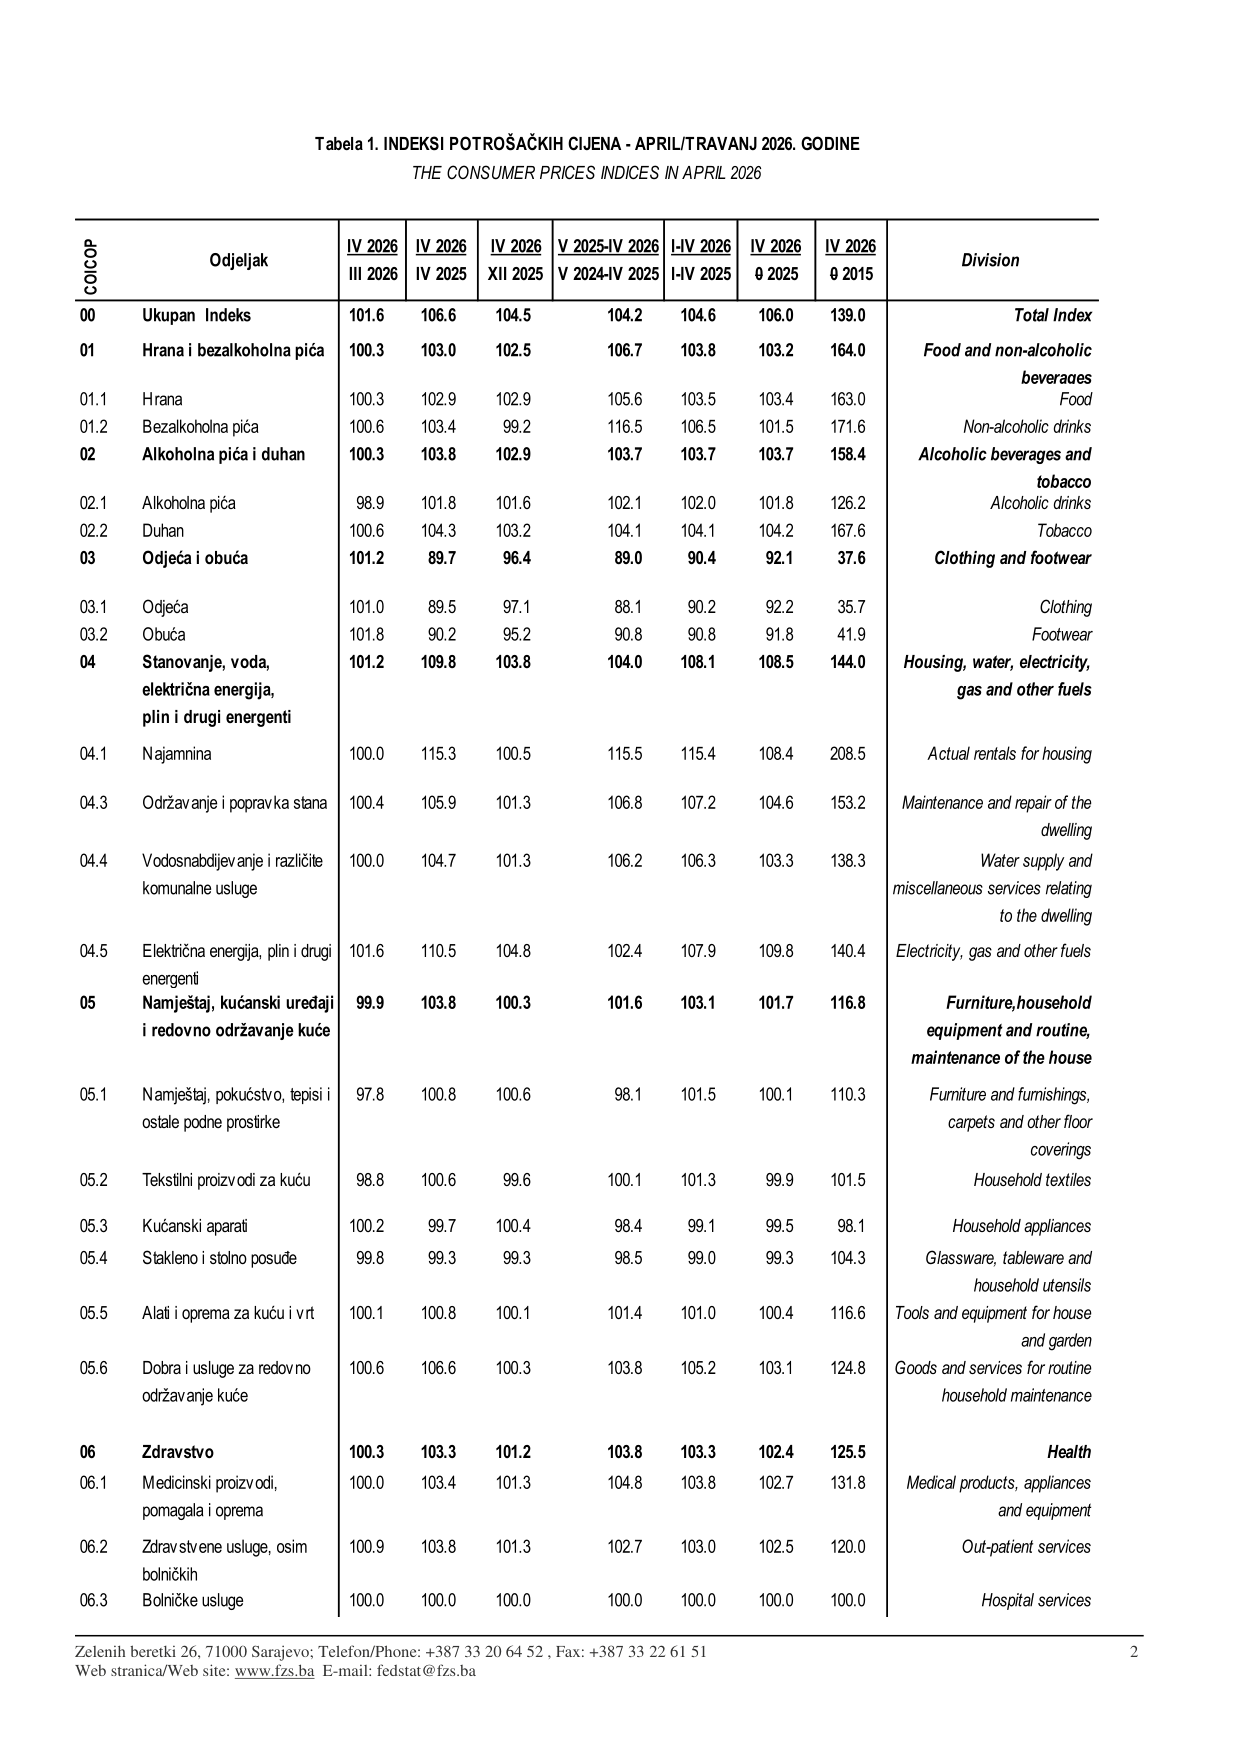 Tabela 1. INDEKSI POTROŠAČKIH CIJENA - APRIL/TRAVANJ 2026. GODINE
THE CONSUMER PRICES INDICES IN APRIL 2026
COICOP Odjeljak IV 2026 IV 2026 IV 2026 V 2025-IV 2026 I-IV 2026 IV 2026 IV 2026 Division
III 2026 IV 2025 XII 2025 V 2024-IV 2025 I-IV 2025 0 2025 0 2015
00 Ukupan Indeks 101.6 106.6 104.5 104.2 104.6 106.0 139.0 Total Index
01 Hrana i bezalkoholna pića 100.3 103.0 102.5 106.7 103.8 103.2 164.0 Food and non-alcoholic
beverages
01.1 Hrana 100.3 102.9 102.9 105.6 103.5 103.4 163.0 Food
01.2 Bezalkoholna pića 100.6 103.4 99.2 116.5 106.5 101.5 171.6 Non-alcoholic drinks
02 Alkoholna pića i duhan 100.3 103.8 102.9 103.7 103.7 103.7 158.4 Alcoholic beverages and
tobacco
02.1 Alkoholna pića 98.9 101.8 101.6 102.1 102.0 101.8 126.2 Alcoholic drinks
02.2 Duhan 100.6 104.3 103.2 104.1 104.1 104.2 167.6 Tobacco
03 Odjeća i obuća 101.2 89.7 96.4 89.0 90.4 92.1 37.6 Clothing and footwear
03.1 Odjeća 101.0 89.5 97.1 88.1 90.2 92.2 35.7 Clothing
03.2 Obuća 101.8 90.2 95.2 90.8 90.8 91.8 41.9 Footwear
04 Stanovanje, voda, 101.2 109.8 103.8 104.0 108.1 108.5 144.0 Housing, water, electricity,
električna energija, gas and other fuels
plin i drugi energenti
04.1 Najamnina 100.0 115.3 100.5 115.5 115.4 108.4 208.5 Actual rentals for housing
04.3 Održavanje i popravka stana 100.4 105.9 101.3 106.8 107.2 104.6 153.2 Maintenance and repair of the
dwelling
04.4 Vodosnabdijevanje i različite 100.0 104.7 101.3 106.2 106.3 103.3 138.3 Water supply and
komunalne usluge miscellaneous services relating
to the dwelling
04.5 Električna energija, plin i drugi 101.6 110.5 104.8 102.4 107.9 109.8 140.4 Electricity, gas and other fuels
energenti
05 Namještaj, kućanski uređaji 99.9 103.8 100.3 101.6 103.1 101.7 116.8 Furniture,household
i redovno održavanje kuće equipment and routine,
maintenance of the house
05.1 Namještaj, pokućstvo, tepisi i 97.8 100.8 100.6 98.1 101.5 100.1 110.3 Furniture and furnishings,
ostale podne prostirke carpets and other floor
coverings
05.2 Tekstilni proizvodi za kuću 98.8 100.6 99.6 100.1 101.3 99.9 101.5 Household textiles
05.3 Kućanski aparati 100.2 99.7 100.4 98.4 99.1 99.5 98.1 Household appliances
05.4 Stakleno i stolno posuđe 99.8 99.3 99.3 98.5 99.0 99.3 104.3 Glassware, tableware and
household utensils
05.5 Alati i oprema za kuću i vrt 100.1 100.8 100.1 101.4 101.0 100.4 116.6 Tools and equipment for house
and garden
05.6 Dobra i usluge za redovno 100.6 106.6 100.3 103.8 105.2 103.1 124.8 Goods and services for routine
održavanje kuće household maintenance
06 Zdravstvo 100.3 103.3 101.2 103.8 103.3 102.4 125.5 Health
06.1 Medicinski proizvodi, 100.0 103.4 101.3 104.8 103.8 102.7 131.8 Medical products, appliances
pomagala i oprema and equipment
06.2 Zdravstvene usluge, osim 100.9 103.8 101.3 102.7 103.0 102.5 120.0 Out-patient services
bolničkih
06.3 Bolničke usluge 100.0 100.0 100.0 100.0 100.0 100.0 100.0 Hospital services
Zelenih beretki 26, 71000 Sarajevo; Telefon/Phone: +387 33 20 64 52 , Fax: +387 33 22 61 51 2
Web stranica/Web site: www.fzs.ba E-mail: fedstat@fzs.ba